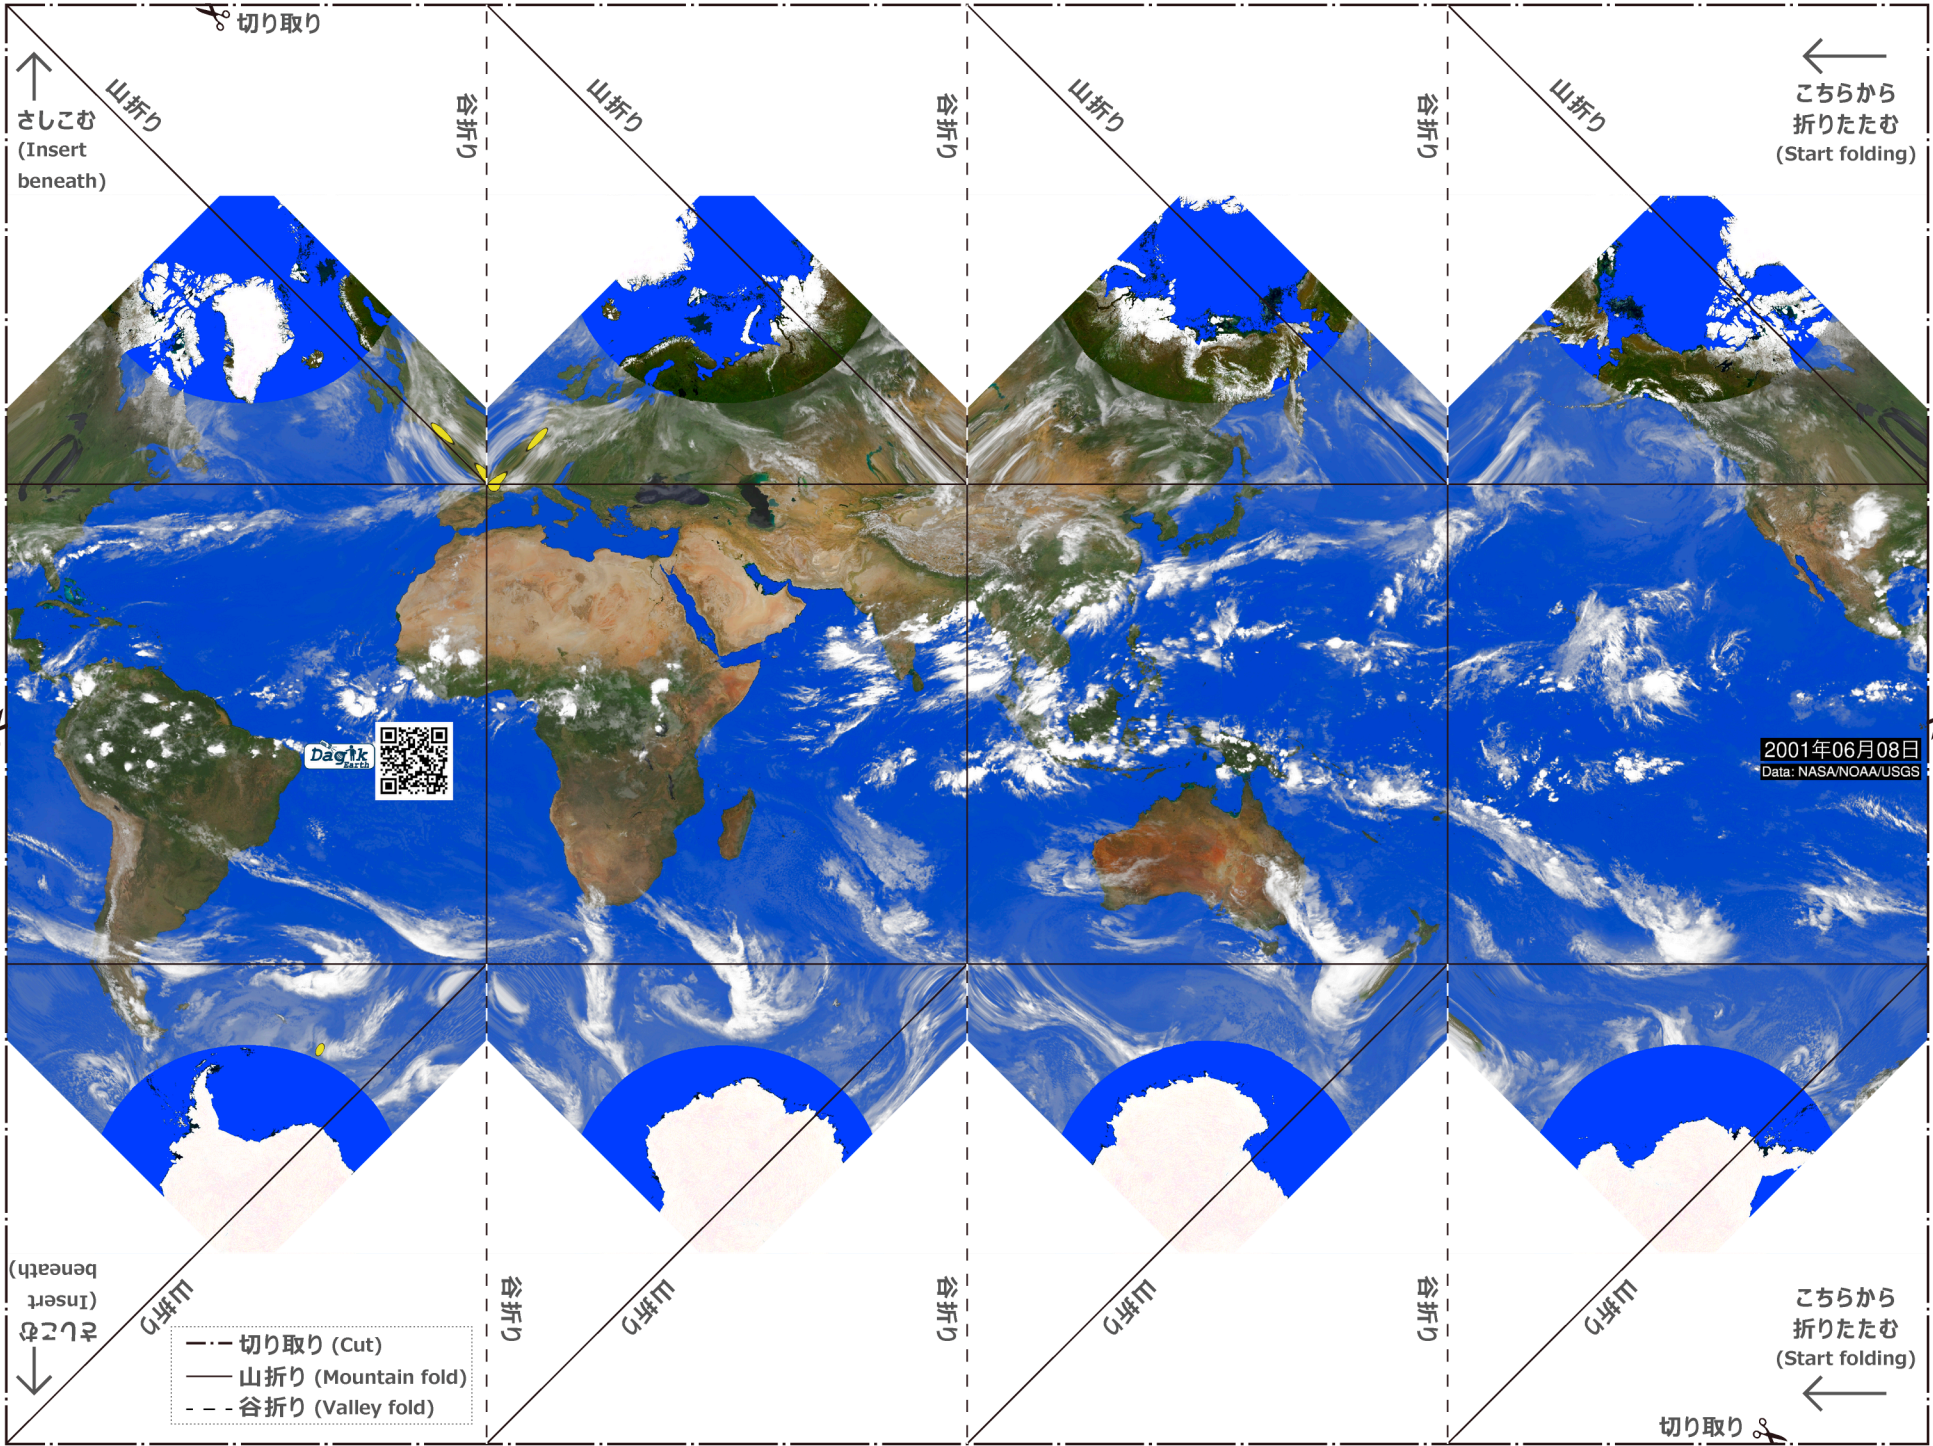 切り取り
山折り
谷折り
山折り
谷折り
山折り
谷折り
山折り
さしこむ
(Insert
beneath)
こちらから
折りたたむ
(Start folding)
Dagik
Earth
2001年06月08日
Data: NASA/NOAA/USGS
さしこむ
(Insert
beneath)
山折り
谷折り
山折り
谷折り
山折り
谷折り
山折り
切り取り (Cut)
山折り (Mountain fold)
谷折り (Valley fold)
こちらから
折りたたむ
(Start folding)
切り取り